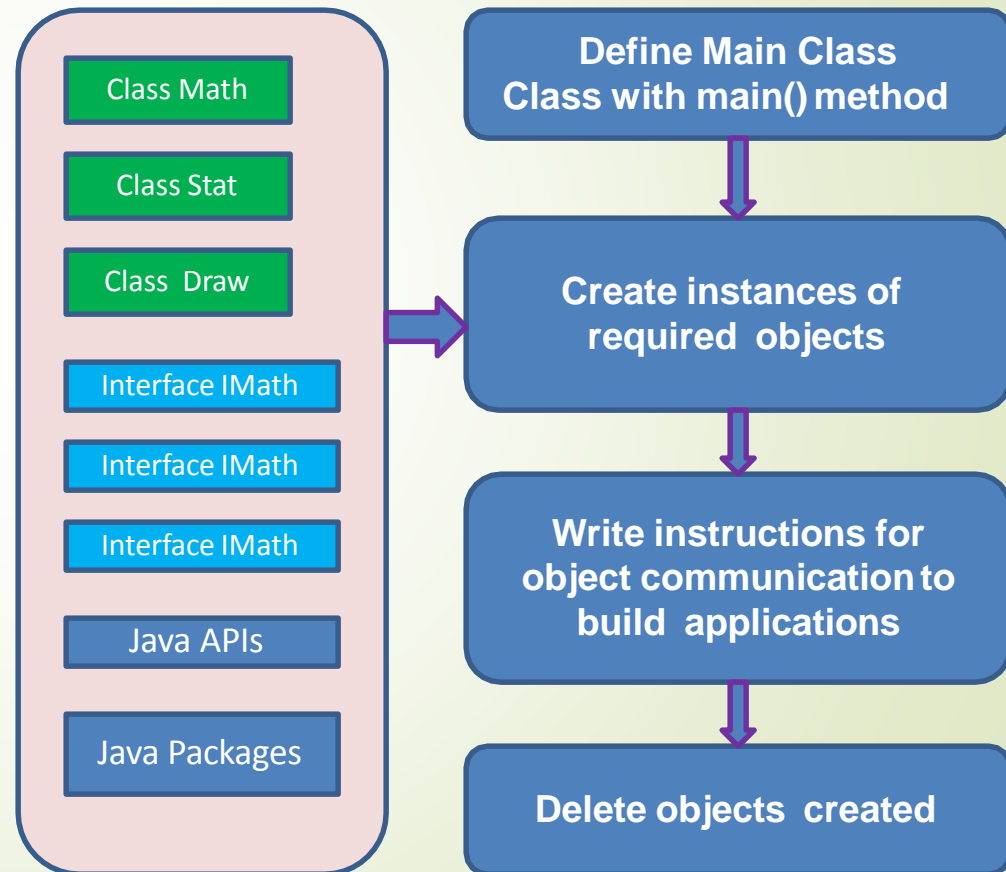 Class Math
Class Stat
Class Draw
Interface IMath
Interface IMath
Interface IMath
Java APIs
Java Packages
Define Main Class
Class with main() method
Create instances of
required objects
Write instructions for
object communication to
build applications
Delete objects created